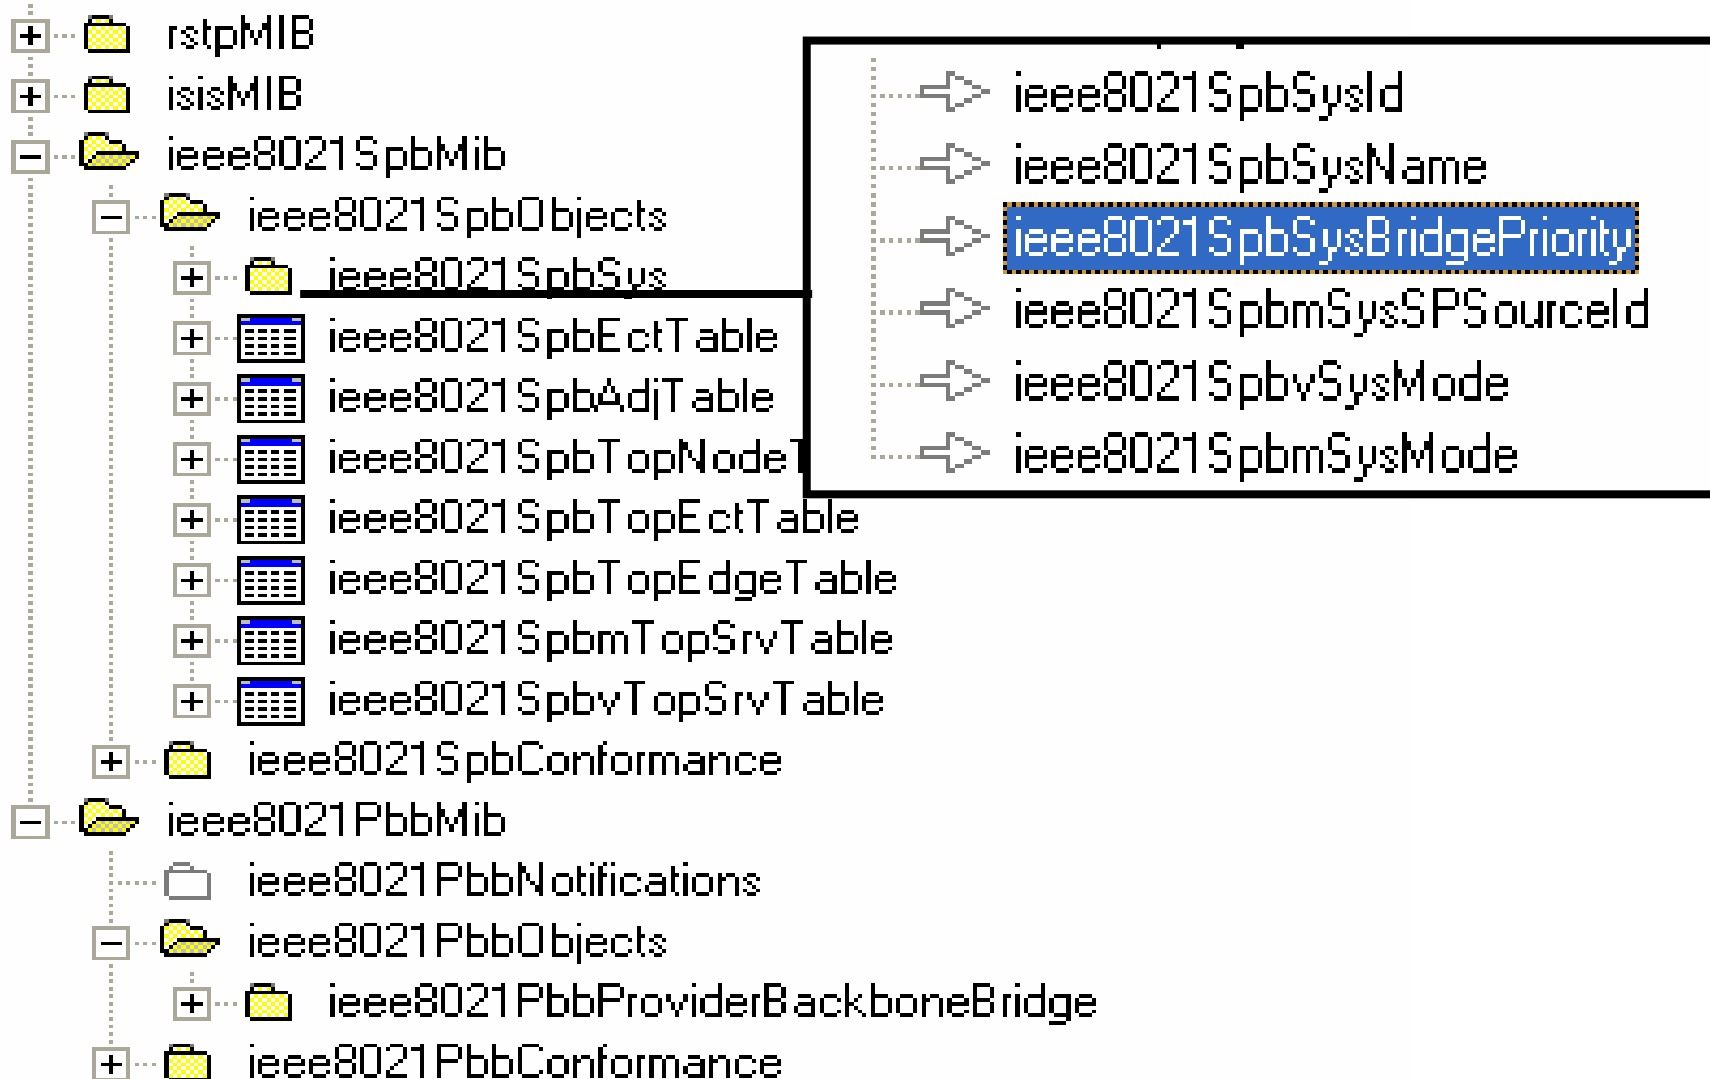 rstpMIB
isisMIB
ieee8021SpbMib
ieee8021SpbObjects
ieee8021SpbSys
ieee8021SpbEctTable
ieee8021SpbAdjTable
ieee8021SpbTopNodeT
ieee8021SpbTopEctTable
ieee8021SpbTopEdgeTable
ieee8021SpbmTopSrvTable
ieee8021SpbvTopSrvTable
ieee8021SpbConformance
ieee8021PbbMib
ieee8021PbbNotifications
ieee8021PbbObjects
ieee8021PbbProviderBackboneBridge
ieee8021PbbConformance
ieee8021SpbSysId
ieee8021SpbSysName
ieee8021SpbSysBridgePriority
ieee8021SpbmSysSPSourceId
ieee8021SpbvSysMode
ieee8021SpbmSysMode